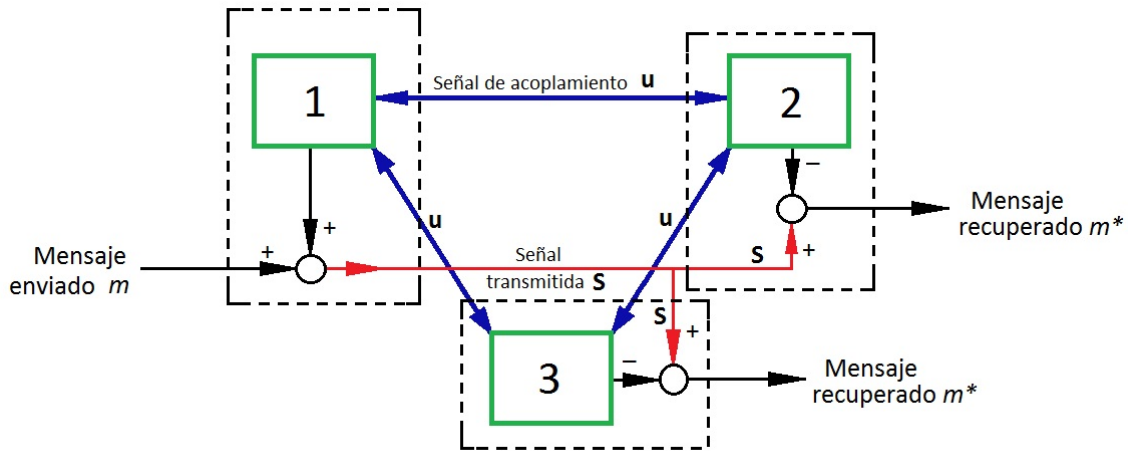 1
Señal de acoplamiento u
2
−
+
u
u
Mensaje
recuperado m*
Mensaje
enviado m
+
Señal
transmitida S
S
+
S
+
3
−
Mensaje
recuperado m*